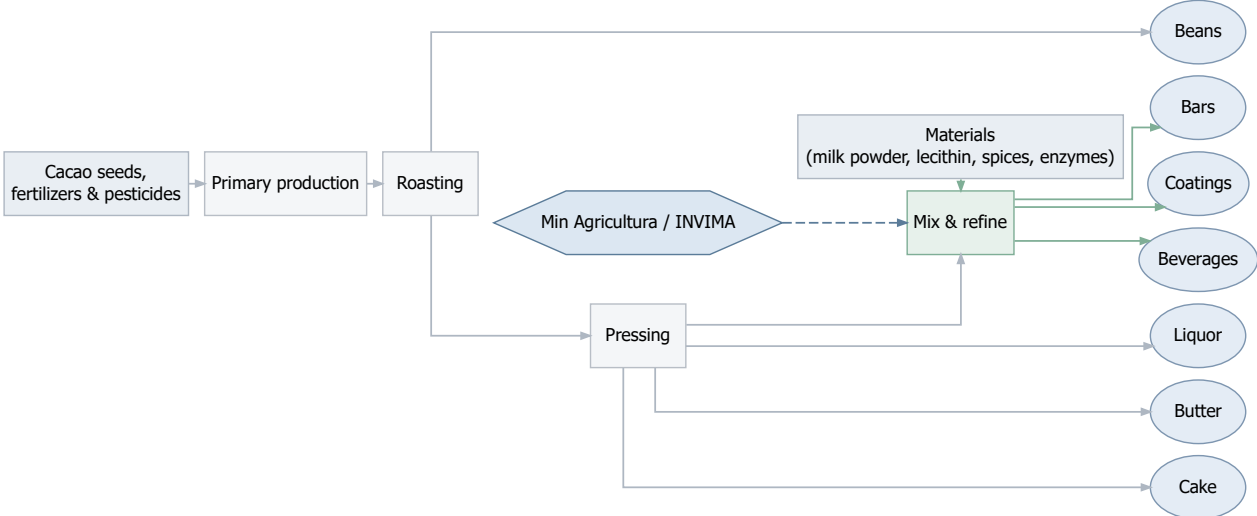 Beans
Bars
Materials
(milk powder, lecithin, spices, enzymes)
Cacao seeds,
fertilizers & pesticides
Primary production
Roasting
Coatings
Min Agricultura / INVIMA
Mix & refine
Beverages
Pressing
Liquor
Butter
Cake